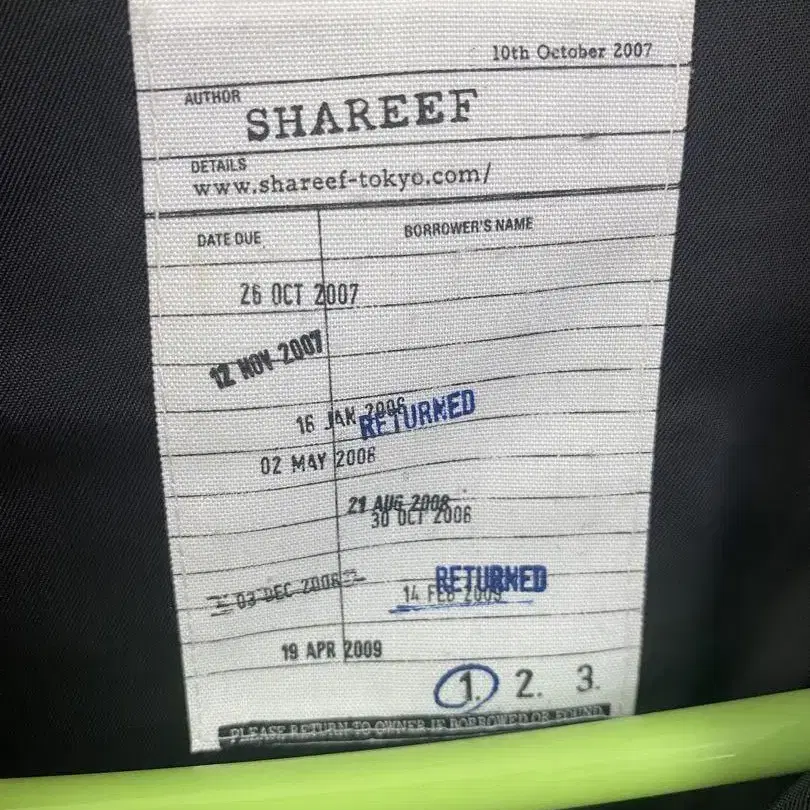 10th October 2007
AUTHOR
SHAREEF
DETAILS
www.shareef-tokyo.com/
DATE DUE
BORROWER'S NAME
26 OCT 2007
12 NOV 2007
16 JAN 2008
RETURNED
02 MAY 2008
21 AUG 2008
30 OCT 2008
03 DEC 2008
RETURNED
14 FEB 2009
19 APR 2009
1. 2. 3.
PLEASE RETURN TO OWNER IF BORROWED OR FOUND